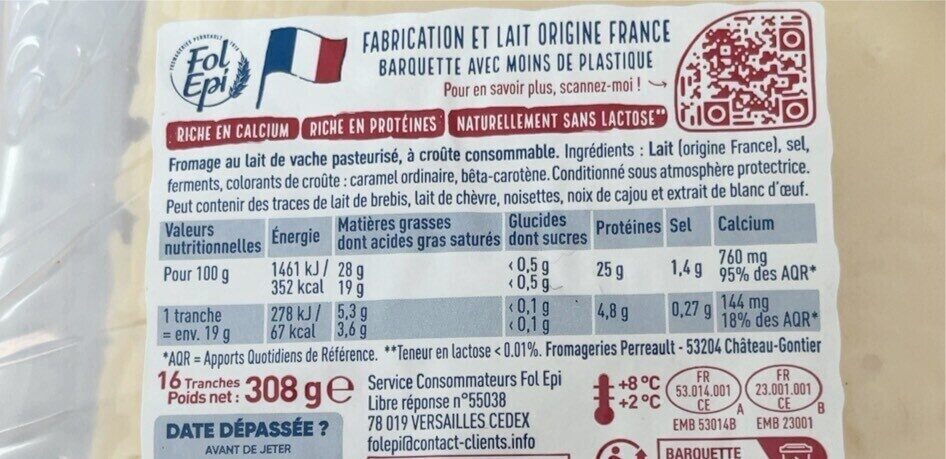 FROMAGERIES PERREAULT
Fol Epi
FABRICATION ET LAIT ORIGINE FRANCE
BARQUETTE AVEC MOINS DE PLASTIQUE
Pour en savoir plus, scannez-moi !
RICHE EN CALCIUM RICHE EN PROTÉINES NATURELLEMENT SANS LACTOSE**
Fromage au lait de vache pasteurisé, à croûte consommable. Ingrédients : Lait (origine France), sel,
ferments, colorants de croûte : caramel ordinaire, bêta-carotène. Conditionné sous atmosphère protectrice.
Peut contenir des traces de lait de brebis, lait de chèvre, noisettes, noix de cajou et extrait de blanc d'œuf.
Valeurs nutritionnelles Énergie Matières grasses dont acides gras saturés Glucides dont sucres Protéines Sel Calcium
Pour 100 g 1461 kJ / 352 kcal 28 g 19 g <0,5 g <0,5 g 25 g 1,4 g 760 mg 95% des AQR*
1 tranche = env. 19 g 278 kJ / 67 kcal 5,3 g 3,6 g <0,1 g <0,1 g 4,8 g 0,27 g 144 mg 18% des AQR*
*AQR = Apports Quotidiens de Référence. **Teneur en lactose < 0.01%. Fromageries Perreault - 53204 Château-Gontier
16 Tranches
Poids net : 308 g e
Service Consommateurs Fol Epi
Libre réponse n°55038
78 019 VERSAILLES CEDEX
folepi@contact-clients.info
+8 °C
+2 °C
FR
53.014.001
CE
A
EMB 53014B
FR
23.001.001
CE
B
EMB 23001
DATE DÉPASSÉE ?
AVANT DE JETER
BARQUETTE